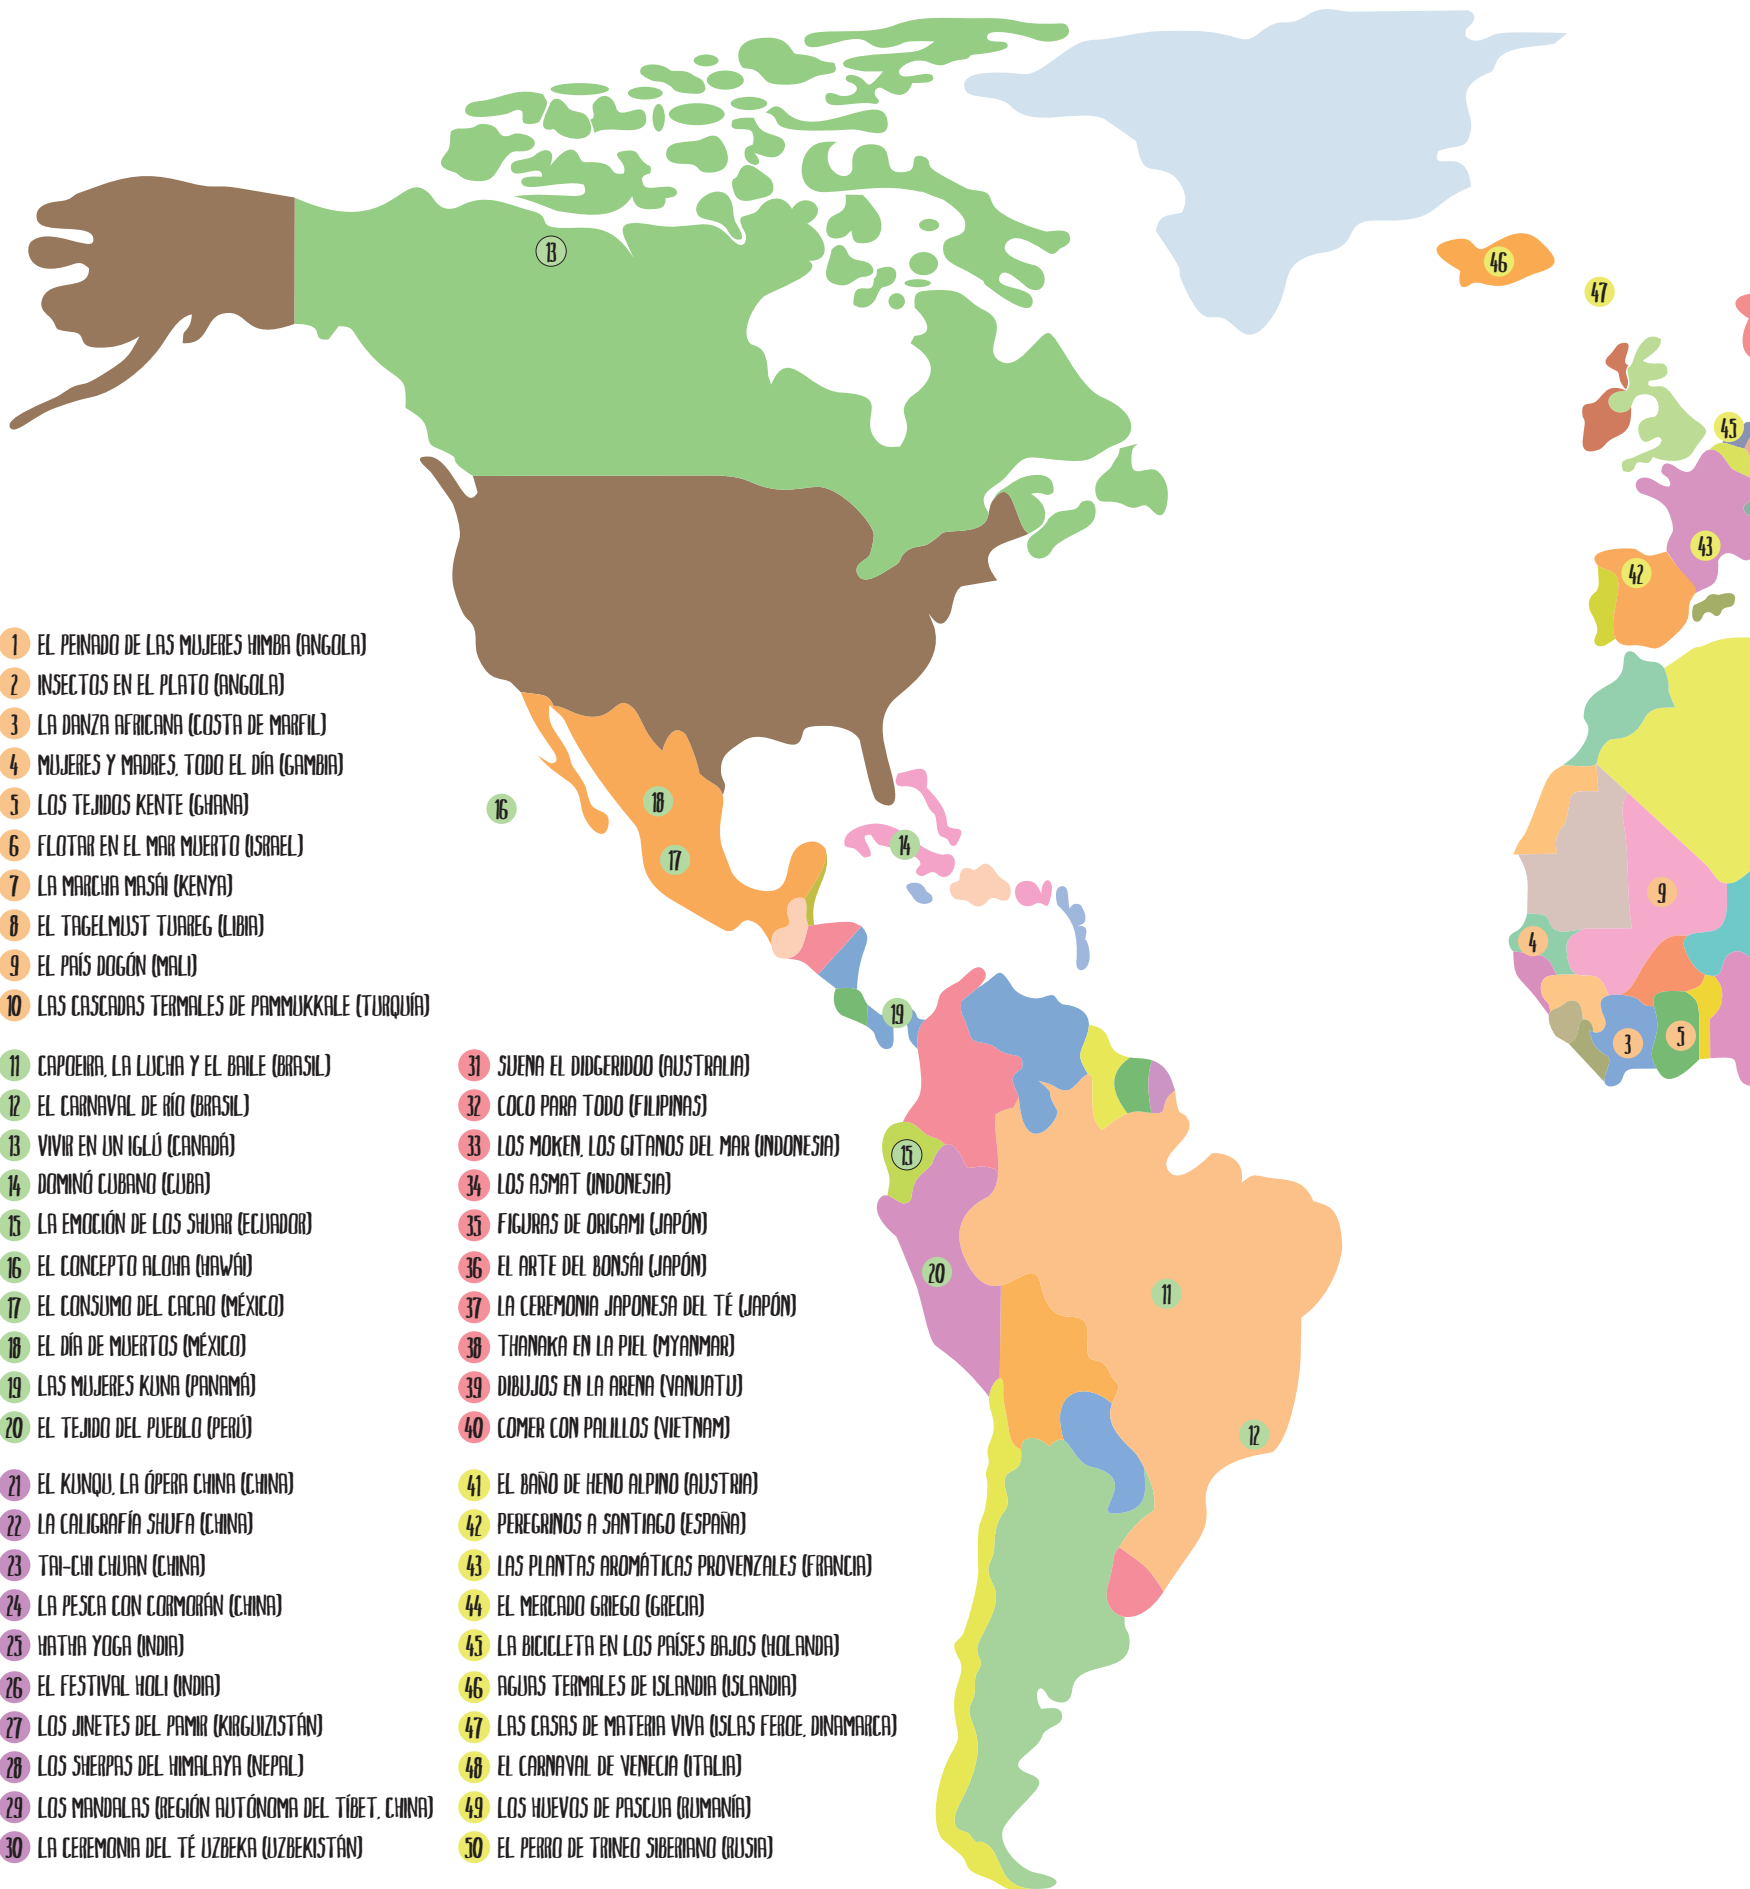 13
46
47
45
43
42
16
18
17
14
9
4
19
3
5
15
20
11
12
1 EL PEINADO DE LAS MUJERES HIMBA (ANGOLA)
2 INSECTOS EN EL PLATO (ANGOLA)
3 LA DANZA AFRICANA (COSTA DE MARFIL)
4 MUJERES Y MADRES, TODO EL DÍA (GAMBIA)
5 LOS TEJIDOS KENTE (GHANA)
6 FLOTAR EN EL MAR MUERTO (ISRAEL)
7 LA MARCHA MASÁI (KENYA)
8 EL TAGELMUST TUAREG (LIBIA)
9 EL PAÍS DOGÓN (MALI)
10 LAS CASCADAS TERMALES DE PAMMUKKALE (TURQUÍA)
11 CAPOEIRA, LA LUCHA Y EL BAILE (BRASIL)
12 EL CARNAVAL DE RÍO (BRASIL)
13 VIVIR EN UN IGLÚ (CANADÁ)
14 DOMINÓ CUBANO (CUBA)
15 LA EMOCIÓN DE LOS SHUAR (ECUADOR)
16 EL CONCEPTO ALOHA (HAWÁI)
17 EL CONSUMO DEL CACAO (MÉXICO)
18 EL DÍA DE MUERTOS (MÉXICO)
19 LAS MUJERES KUNA (PANAMÁ)
20 EL TEJIDO DEL PUEBLO (PERÚ)
21 EL KUNQU, LA ÓPERA CHINA (CHINA)
22 LA CALIGRAFÍA SHUFA (CHINA)
23 TAI-CHI CHUAN (CHINA)
24 LA PESCA CON CORMORÁN (CHINA)
25 HATHA YOGA (INDIA)
26 EL FESTIVAL HOLI (INDIA)
27 LOS JINETES DEL PAMIR (KIRGUIZISTÁN)
28 LOS SHERPAS DEL HIMALAYA (NEPAL)
29 LOS MANDALAS (REGIÓN AUTÓNOMA DEL TÍBET, CHINA)
30 LA CEREMONIA DEL TÉ UZBEKA (UZBEKISTÁN)
31 SUENA EL DIDGERIDOO (AUSTRALIA)
32 COCO PARA TODO (FILIPINAS)
33 LOS MOKEN, LOS GITANOS DEL MAR (INDONESIA)
34 LOS ASMAT (INDONESIA)
35 FIGURAS DE ORIGAMI (JAPÓN)
36 EL ARTE DEL BONSÁI (JAPÓN)
37 LA CEREMONIA JAPONESA DEL TÉ (JAPÓN)
38 THANAKA EN LA PIEL (MYANMAR)
39 DIBUJOS EN LA ARENA (VANUATU)
40 COMER CON PALILLOS (VIETNAM)
41 EL BAÑO DE HENO ALPINO (AUSTRIA)
42 PEREGRINOS A SANTIAGO (ESPAÑA)
43 LAS PLANTAS AROMÁTICAS PROVENZALES (FRANCIA)
44 EL MERCADO GRIEGO (GRECIA)
45 LA BICICLETA EN LOS PAÍSES BAJOS (HOLANDA)
46 AGUAS TERMALES DE ISLANDIA (ISLANDIA)
47 LAS CASAS DE MATERIA VIVA (ISLAS FEROE, DINAMARCA)
48 EL CARNAVAL DE VENECIA (ITALIA)
49 LOS HUEVOS DE PASCUA (RUMANÍA)
50 EL PERRO DE TRINEO SIBERIANO (RUSIA)